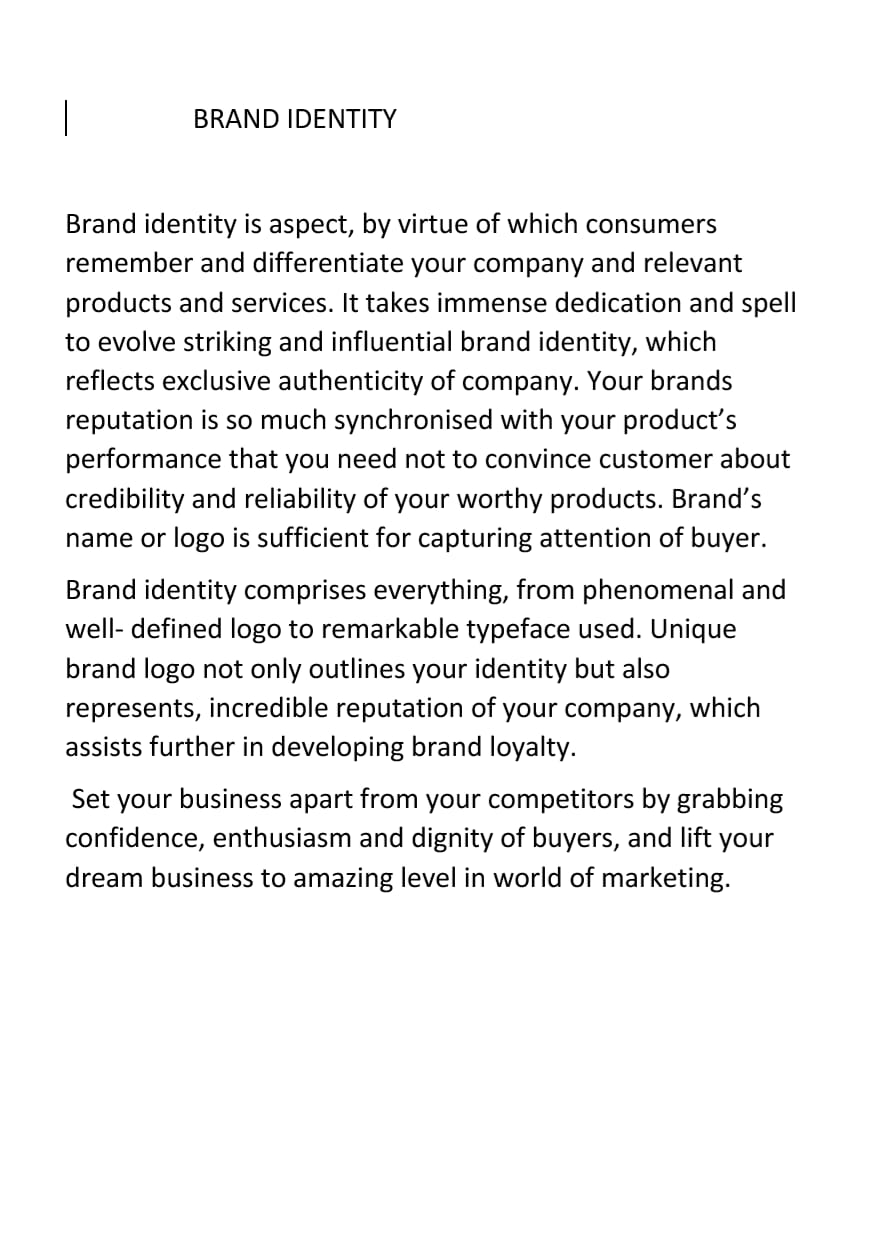 BRAND IDENTITY
Brand identity is aspect, by virtue of which consumers
remember and differentiate your company and relevant
products and services. It takes immense dedication and spell
to evolve striking and influential brand identity, which
reflects exclusive authenticity of company. Your brands
reputation is so much synchronised with your product’s
performance that you need not to convince customer about
credibility and reliability of your worthy products. Brand’s
name or logo is sufficient for capturing attention of buyer.
Brand identity comprises everything, from phenomenal and
well- defined logo to remarkable typeface used. Unique
brand logo not only outlines your identity but also
represents, incredible reputation of your company, which
assists further in developing brand loyalty.
Set your business apart from your competitors by grabbing
confidence, enthusiasm and dignity of buyers, and lift your
dream business to amazing level in world of marketing.